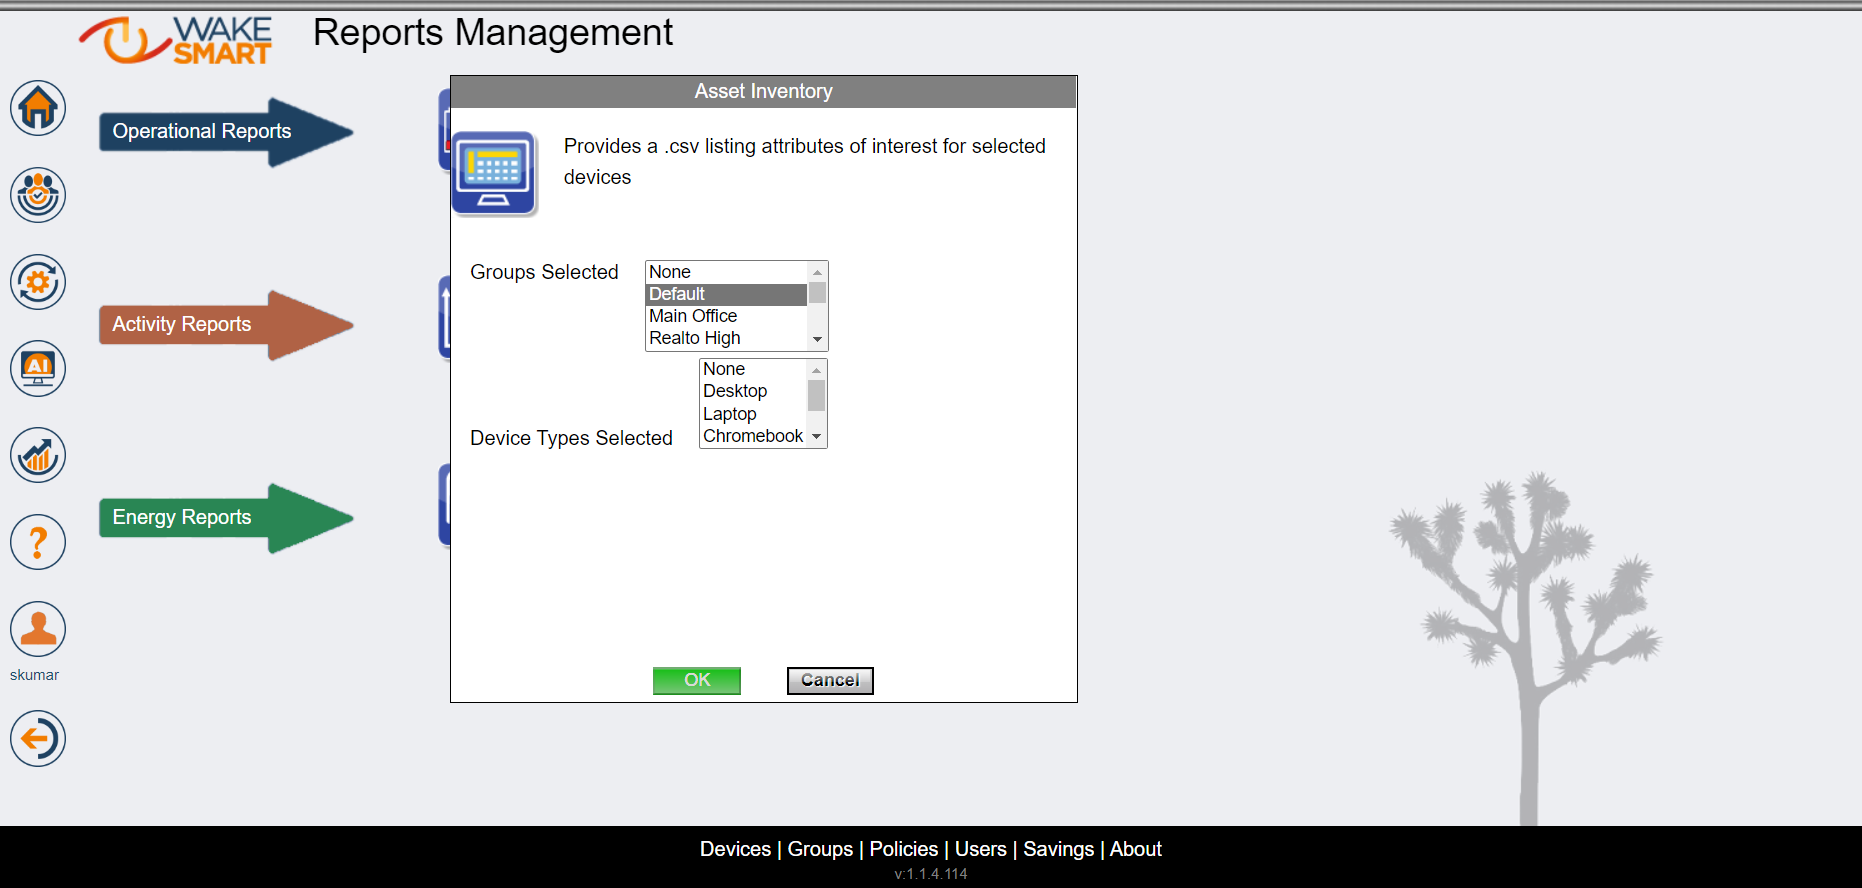 WAKE
SMART
Reports Management
Operational Reports
Activity Reports
Energy Reports
AI
?
skumar
Asset Inventory
Provides a .csv listing attributes of interest for selected
devices
Groups Selected
None
Default
Main Office
Realto High
Device Types Selected
None
Desktop
Laptop
Chromebook
OK
Cancel
Devices | Groups | Policies | Users | Savings | About
v:1.1.4.114